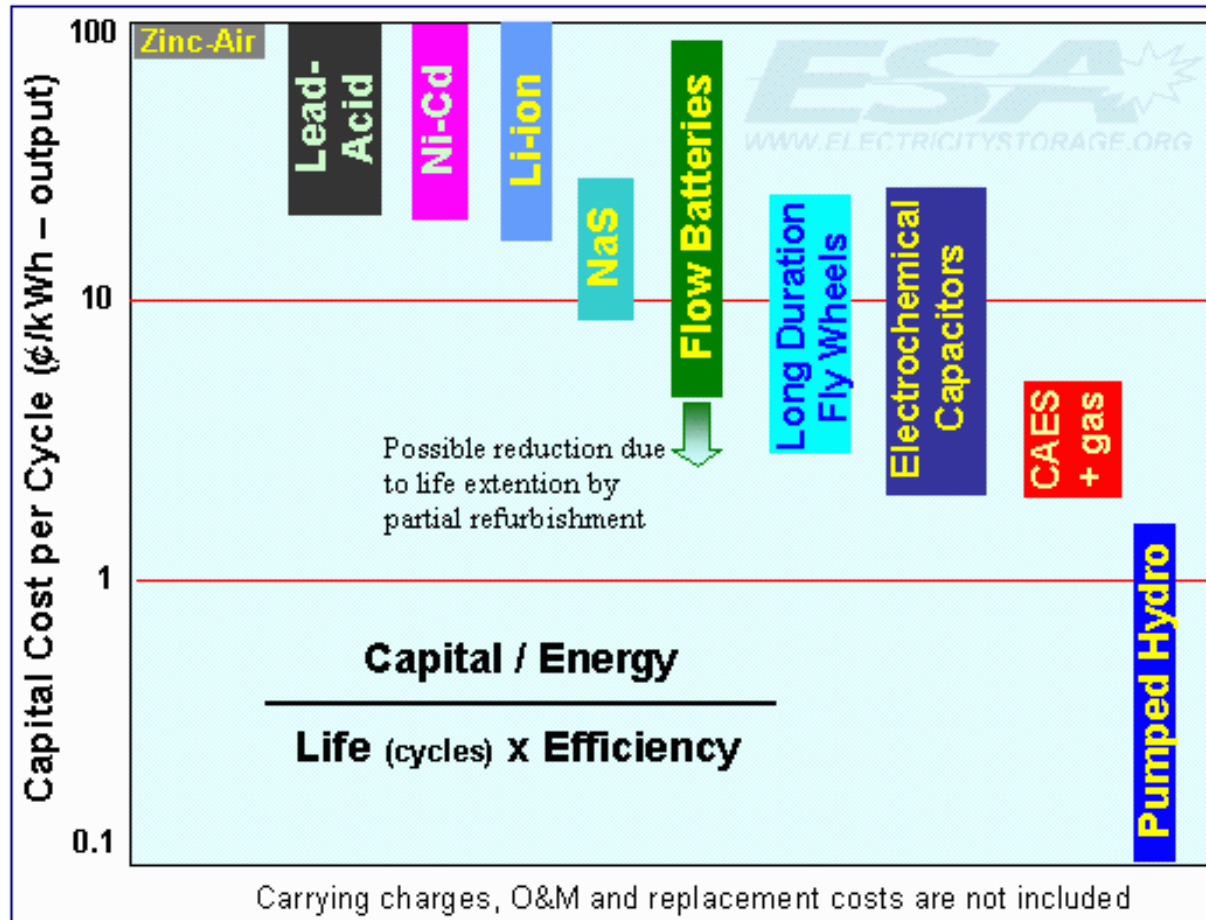 Capital Cost per Cycle (¢/kWh – output)
100
10
1
0.1
Zinc-Air
Lead-
Acid
Ni-Cd
Li-ion
NaS
Flow Batteries
Long Duration
Fly Wheels
Electrochemical
Capacitors
CAES
+ gas
Pumped Hydro
ESA
WWW.ELECTRICITYSTORAGE.ORG
Possible reduction due
to life extention by
partial refurbishment
Capital / Energy
Life (cycles) x Efficiency
Carrying charges, O&M and replacement costs are not included